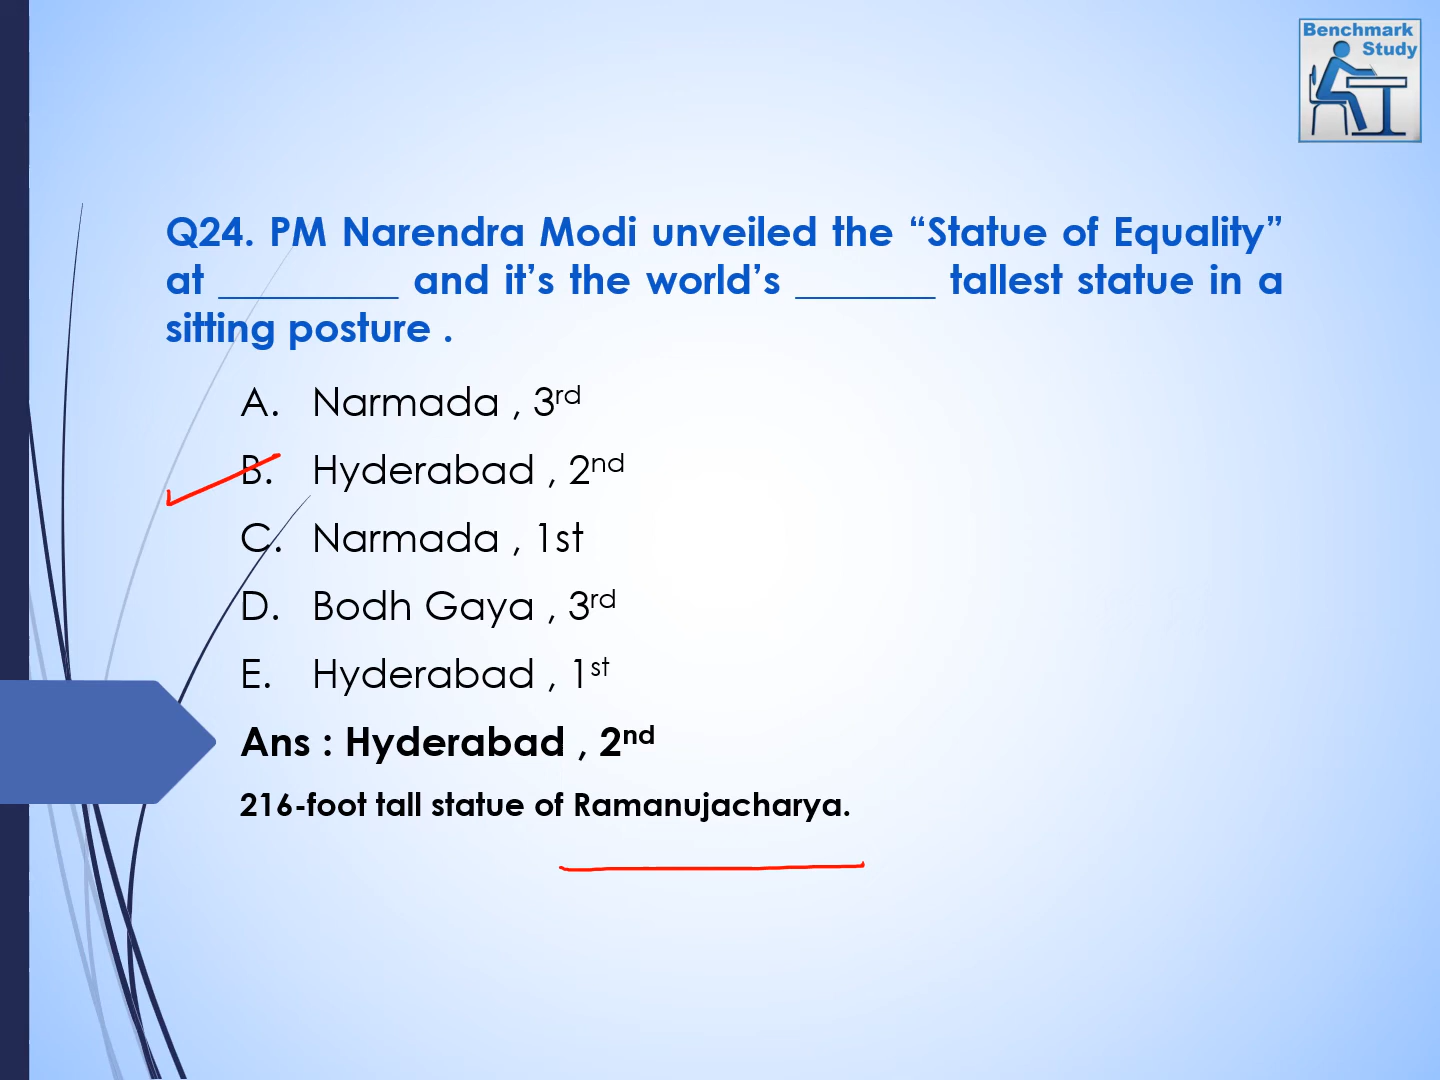 Benchmark
Study
Q24. PM Narendra Modi unveiled the “Statue of Equality”
at _________ and it’s the world’s _______ tallest statue in a
sitting posture .
A. Narmada , 3rd
B. Hyderabad , 2nd
C. Narmada , 1st
D. Bodh Gaya , 3rd
E. Hyderabad , 1st
Ans : Hyderabad , 2nd
216-foot tall statue of Ramanujacharya.